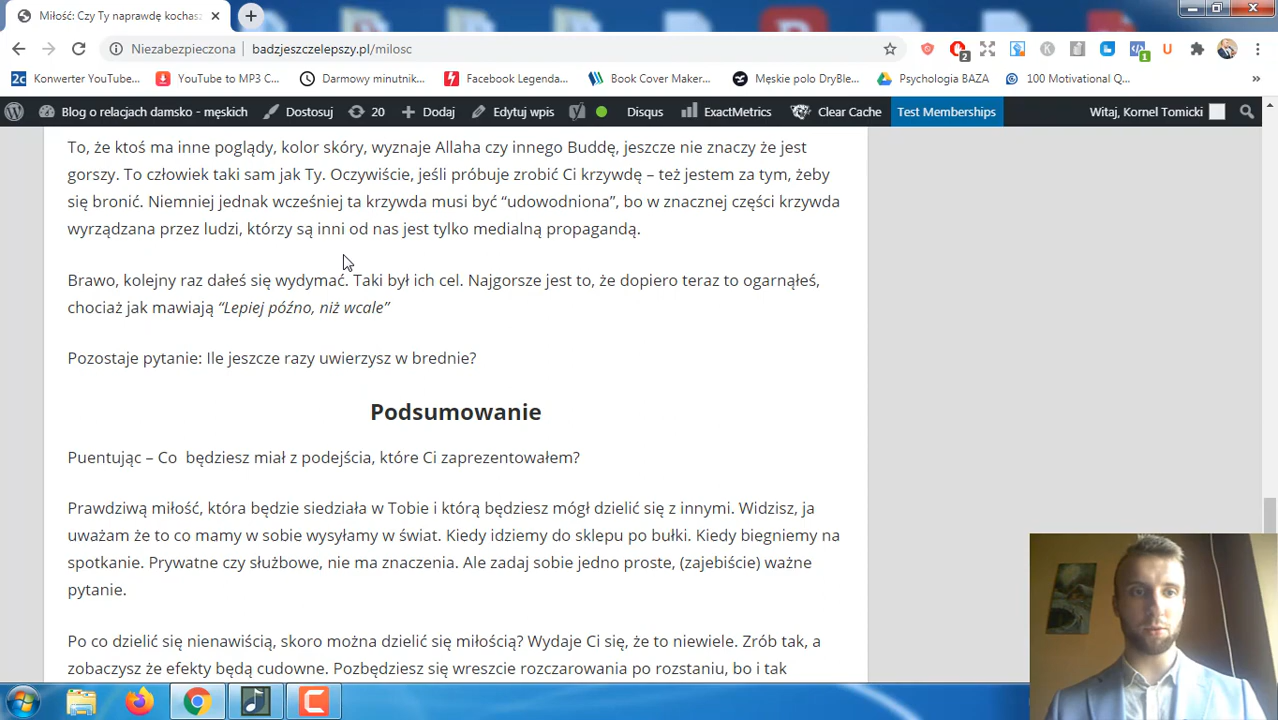 Miłość: Czy Ty naprawdę kochasz
Niezabezpieczona
badzjeszczelepszy.pl/milosc
2
1
2c Konwerter YouTube...
YouTube to MP3 C...
Darmowy minutnik...
Facebook Legenda...
Book Cover Maker...
Męskie polo DryBle...
Psychologia BAZA
100 Motivational Q...
»
Blog o relacjach damsko - męskich
Dostosuj
20
Dodaj
Edytuj wpis
Disqus
ExactMetrics
Clear Cache
Test Memberships
Witaj, Kornel Tomicki
To, że ktoś ma inne poglądy, kolor skóry, wyznaje Allaha czy innego Buddę, jeszcze nie znaczy że jest
gorszy. To człowiek taki sam jak Ty. Oczywiście, jeśli próbuje zrobić Ci krzywdę – też jestem za tym, żeby
się bronić. Niemniej jednak wcześniej ta krzywda musi być “udowodniona”, bo w znacznej części krzywda
wyrządzana przez ludzi, którzy są inni od nas jest tylko medialną propagandą.
Brawo, kolejny raz dałeś się wydymać. Taki był ich cel. Najgorsze jest to, że dopiero teraz to ogarnąłeś,
chociaż jak mawiają “Lepiej późno, niż wcale”
Pozostaje pytanie: Ile jeszcze razy uwierzysz w brednie?
Podsumowanie
Puentując – Co będziesz miał z podejścia, które Ci zaprezentowałem?
Prawdziwą miłość, która będzie siedziała w Tobie i którą będziesz mógł dzielić się z innymi. Widzisz, ja
uważam że to co mamy w sobie wysyłamy w świat. Kiedy idziemy do sklepu po bułki. Kiedy biegniemy na
spotkanie. Prywatne czy służbowe, nie ma znaczenia. Ale zadaj sobie jedno proste, (zajebiście) ważne
pytanie.
Po co dzielić się nienawiścią, skoro można dzielić się miłością? Wydaje Ci się, że to niewiele. Zrób tak, a
zobaczysz że efekty będą cudowne. Pozbędziesz się wreszcie rozczarowania po rozstaniu, bo i tak